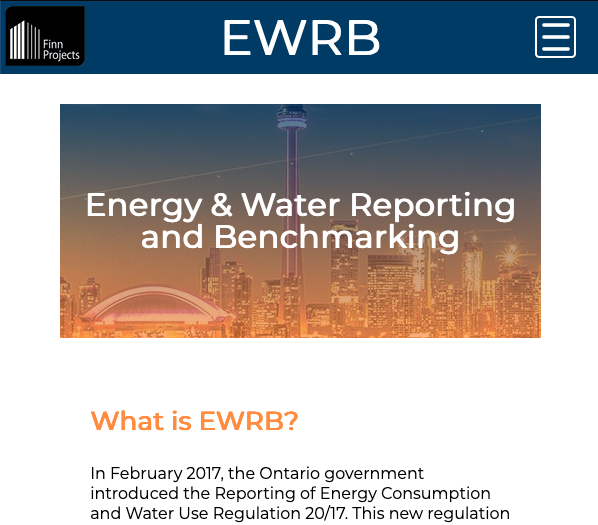 Finn
Projects
EWRB
Energy & Water Reporting
and Benchmarking
What is EWRB?
In February 2017, the Ontario government
introduced the Reporting of Energy Consumption
and Water Use Regulation 20/17. This new regulation